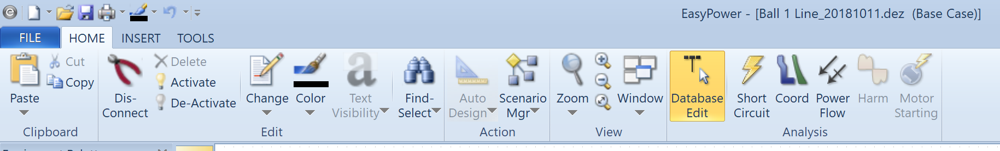 EasyPower - [Ball 1 Line_20181011.dez (Base Case)]
FILE HOME INSERT TOOLS
Paste
Cut
Copy
Clipboard
Dis-
Connect
Delete
Activate
De-Activate
Change
Color
a
Text
Visibility
Find-
Select
Edit
Auto
Design
Scenario
Mgr
Action
Zoom
Window
View
Database
Edit
Short
Circuit
Coord
Power
Flow
Harm
Motor
Starting
Analysis